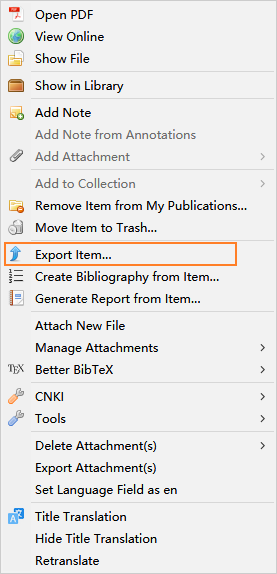 Open PDF
View Online
Show File
Show in Library
Add Note
Add Note from Annotations
Add Attachment
Add to Collection
Remove Item from My Publications...
Move Item to Trash...
Export Item...
Create Bibliography from Item...
Generate Report from Item...
Attach New File
Manage Attachments
TEX Better BibTeX
CNKI
Tools
Delete Attachment(s)
Export Attachment(s)
Set Language Field as en
Title Translation
Hide Title Translation
Retranslate